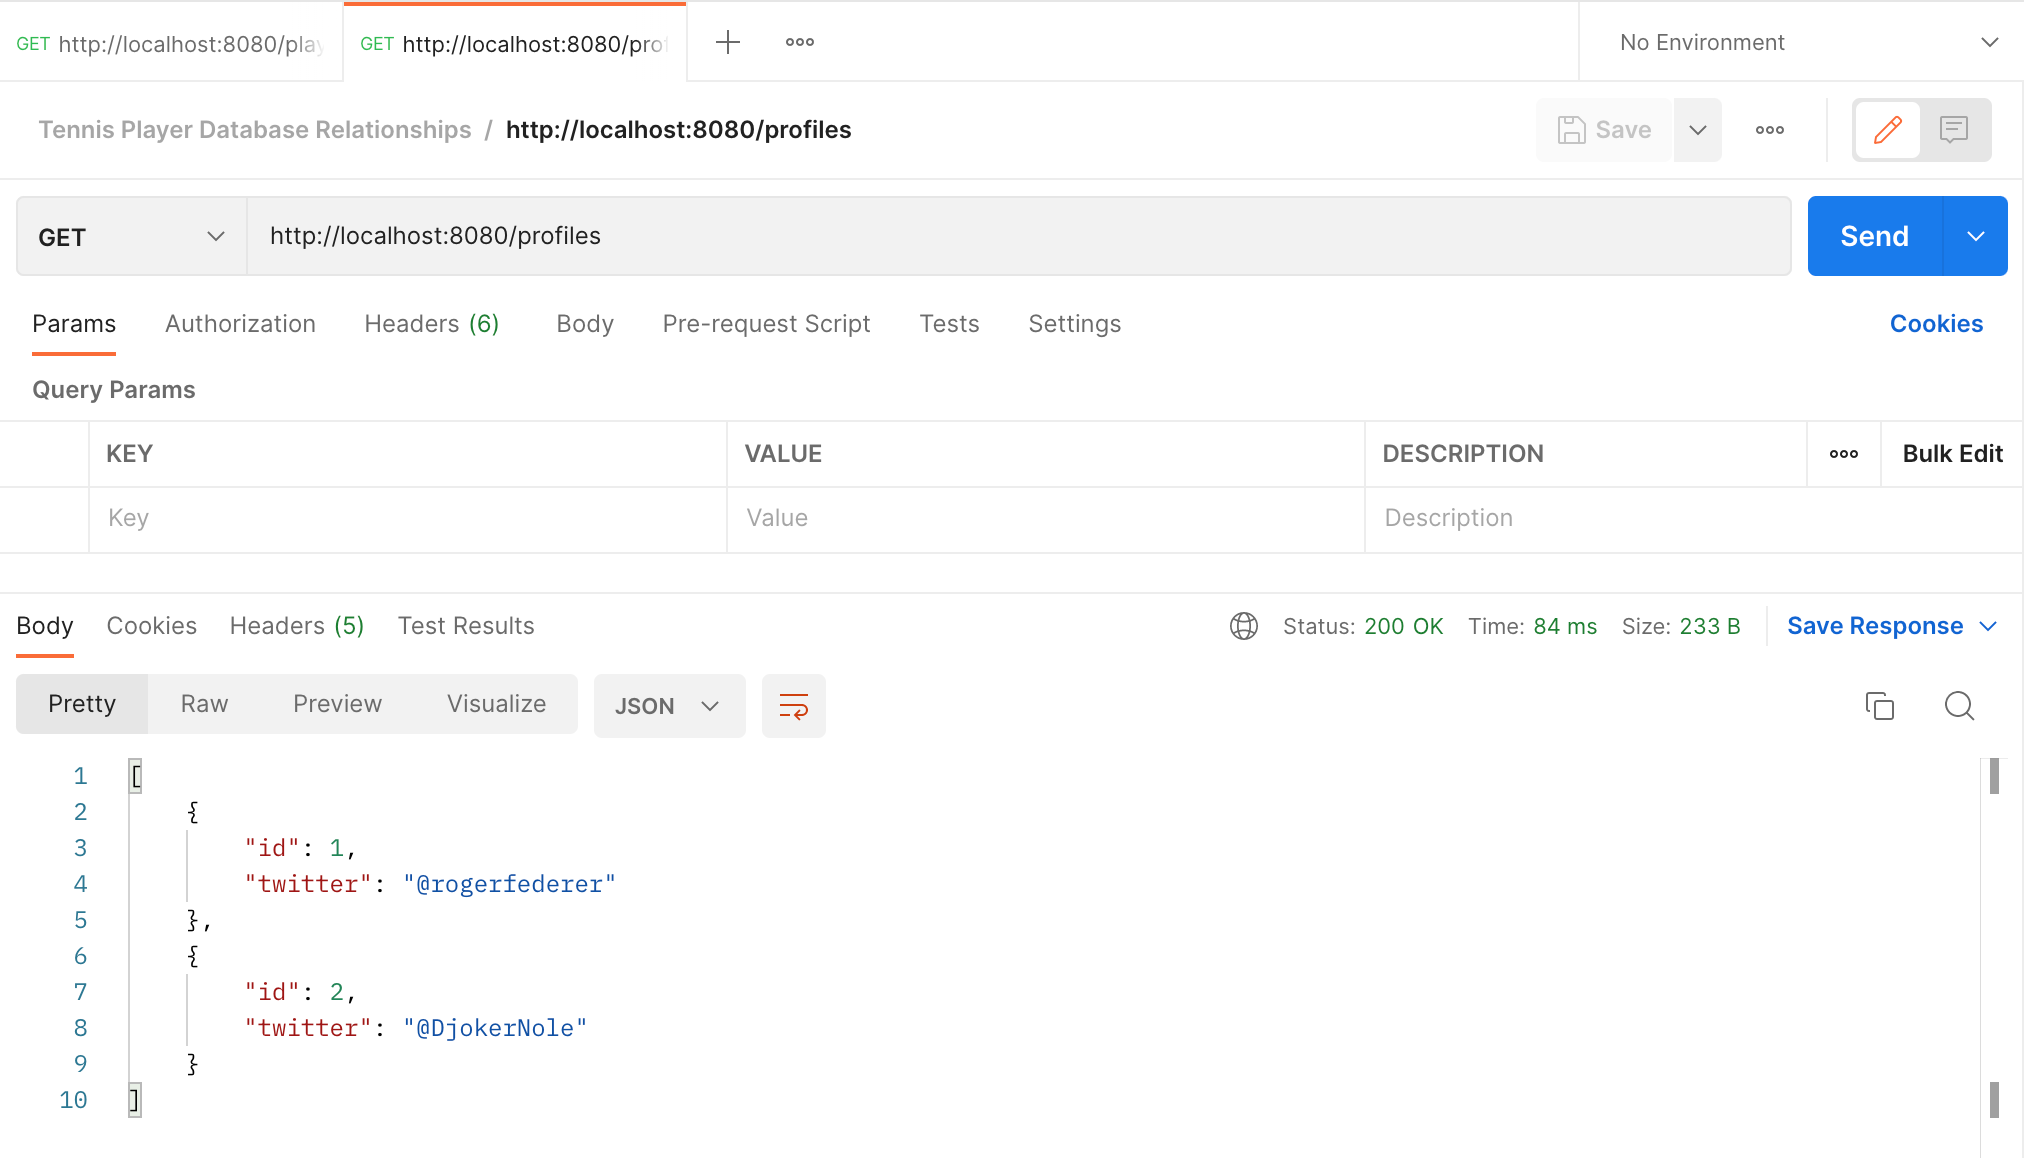 GET http://localhost:8080/play
GET http://localhost:8080/prof
No Environment
Tennis Player Database Relationships / http://localhost:8080/profiles
Save
GET
http://localhost:8080/profiles
Send
Params Authorization Headers (6) Body Pre-request Script Tests Settings Cookies
Query Params
KEY VALUE DESCRIPTION Bulk Edit
Key Value Description
Body Cookies Headers (5) Test Results Status: 200 OK Time: 84 ms Size: 233 B Save Response
Pretty Raw Preview Visualize JSON
1 [
2 {
3 "id": 1,
4 "twitter": "@rogerfederer"
5 },
6 {
7 "id": 2,
8 "twitter": "@DjokerNole"
9 }
10 ]